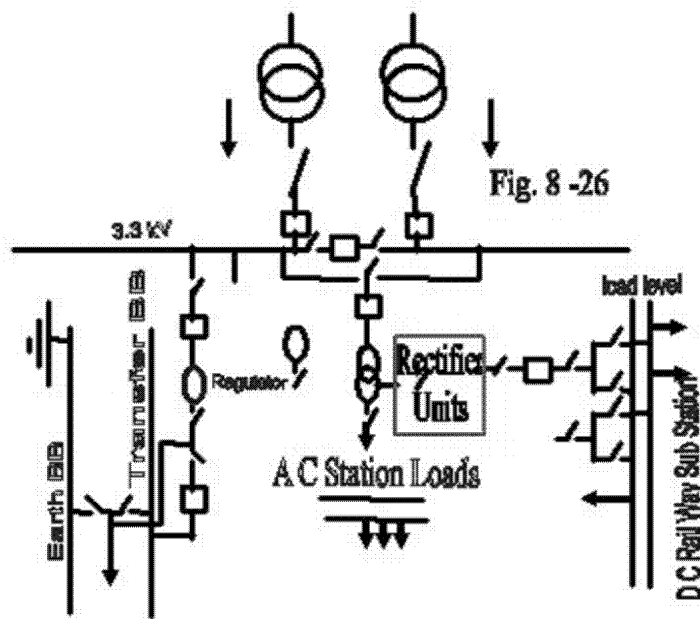 Fig. 8 -26
3.3 kV
load level
Transfer BB
Regulator
Rectifier
Units
Earth BB
A C Station Loads
D C Rail Way Sub Station